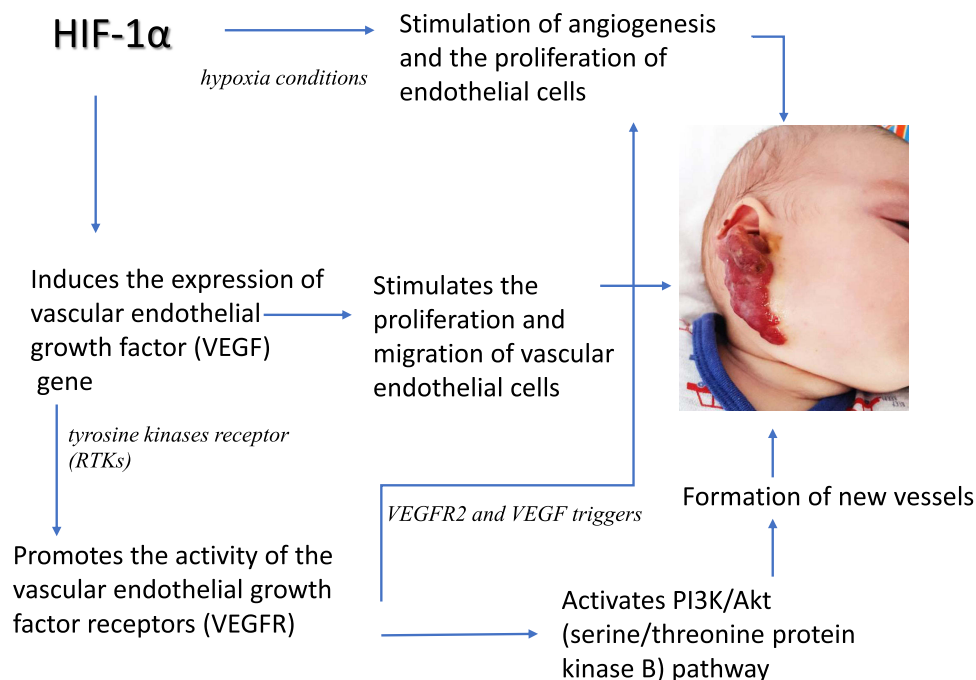 HIF-1α
hypoxia conditions
Stimulation of angiogenesis
and the proliferation of
endothelial cells
Induces the expression of
vascular endothelial
growth factor (VEGF)
gene
Stimulates the
proliferation and
migration of vascular
endothelial cells
tyrosine kinases receptor
(RTKs)
VEGFR2 and VEGF triggers
Formation of new vessels
Promotes the activity of the
vascular endothelial growth
factor receptors (VEGFR)
Activates PI3K/Akt
(serine/threonine protein
kinase B) pathway